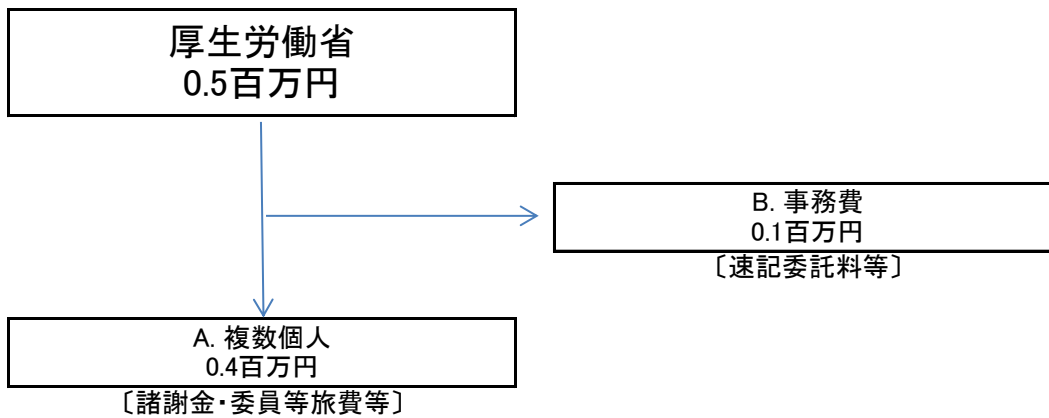 厚生労働省
0.5百万円
B. 事務費
0.1百万円
〔速記委託料等〕
A. 複数個人
0.4百万円
〔諸謝金・委員等旅費等〕